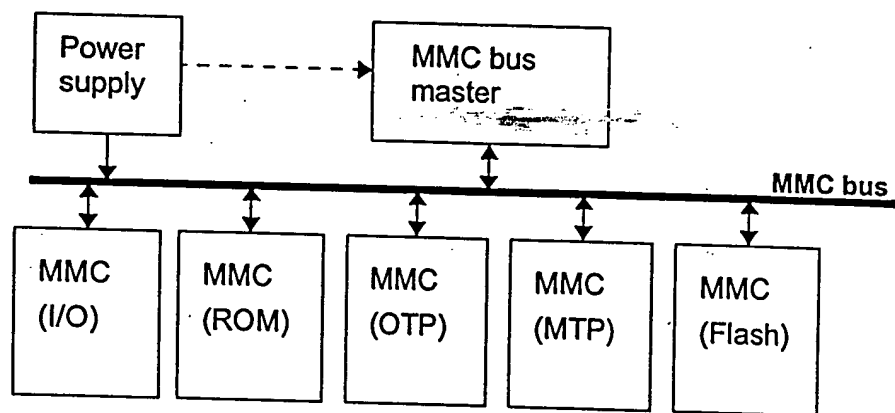 Power
supply
MMC bus
master
MMC bus
MMC
(I/O)
MMC
(ROM)
MMC
(OTP)
MMC
(MTP)
MMC
(Flash)